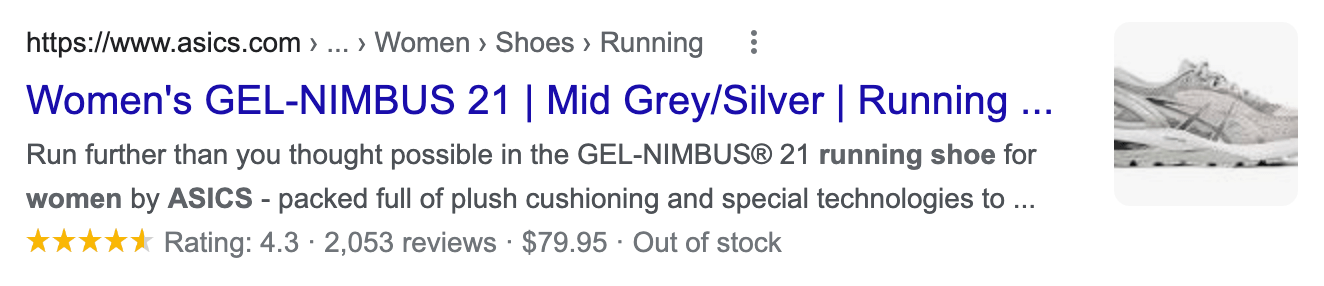 https://www.asics.com › ... › Women › Shoes › Running
Women's GEL-NIMBUS 21 | Mid Grey/Silver | Running ...
Run further than you thought possible in the GEL-NIMBUS® 21 running shoe for
women by ASICS - packed full of plush cushioning and special technologies to ...
Rating: 4.3 · 2,053 reviews · $79.95 · Out of stock